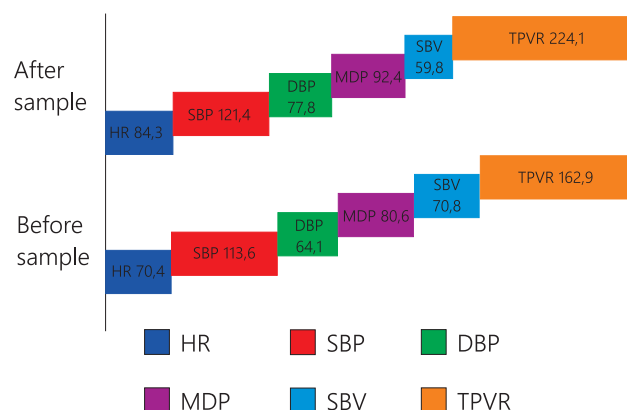 After
sample
HR 84,3
SBP 121,4
DBP
77,8
MDP 92,4
SBV
59,8
TPVR 224,1
Before
sample
HR 70,4
SBP 113,6
DBP
64,1
MDP 80,6
SBV
70,8
TPVR 162,9
HR
SBP
DBP
MDP
SBV
TPVR